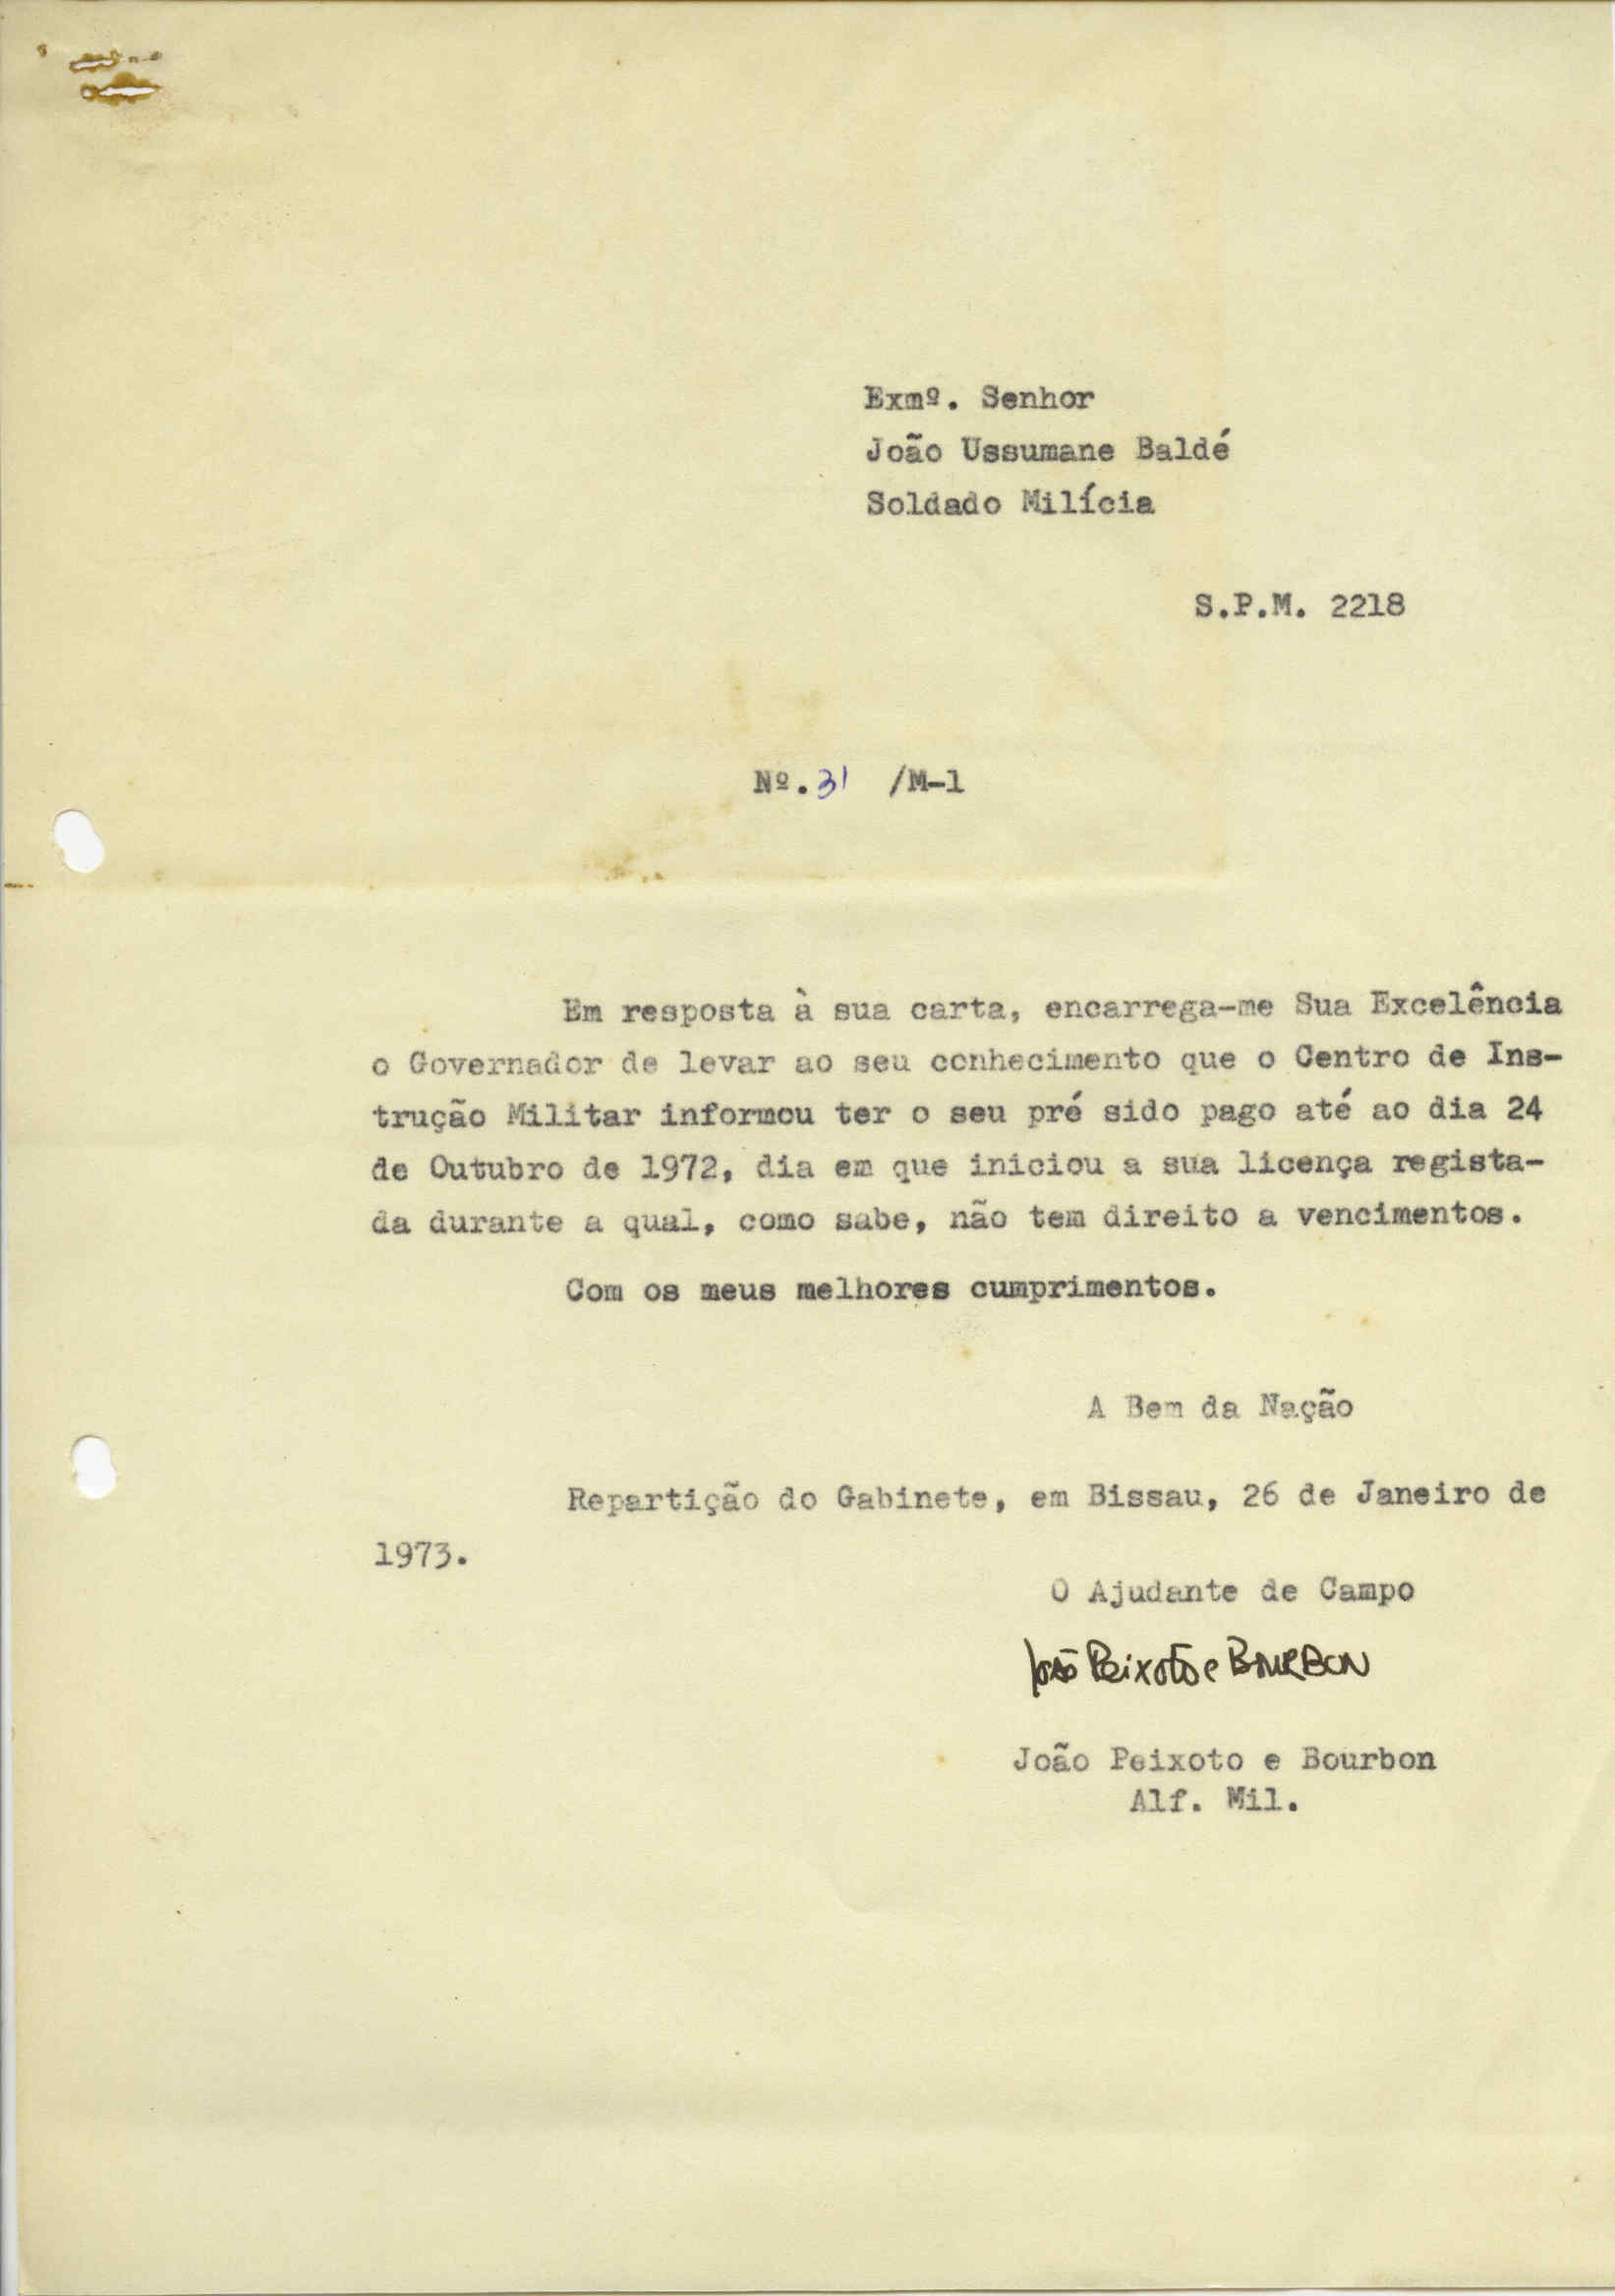 Exmº. Senhor
João Ussumane Baldé
Soldado Milícia
S.P.M. 2218
Nº. 31 /M-1
Em resposta à sua carta, encarrega-me Sua Excelência
o Governador de levar ao seu conhecimento que o Centro de Ins-
trução Militar informou ter o seu pré sido pago até ao dia 24
de Outubro de 1972, dia em que iniciou a sua licença regista-
da durante a qual, como sabe, não tem direito a vencimentos.
Com os meus melhores cumprimentos.
A Bem da Nação
Repartição do Gabinete, em Bissau, 26 de Janeiro de
1973.
O Ajudante de Campo
João Peixoto e Bourbon
João Peixoto e Bourbon
Alf. Mil.